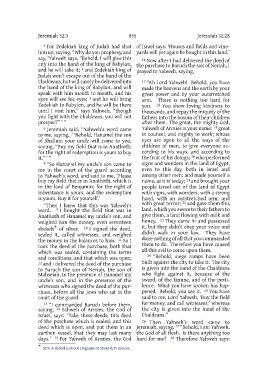 Jeremiah 32:3
Jeremiah 32:28
3 For Zedekiah king of Judah had shut
him up, saying, "Why do you prophesy, and
say, 'Yahweh says, "Behold, I will give this
city into the hand of the king of Babylon,
and he will take it; 4 and Zedekiah king of
Judah won't escape out of the hand of the
Chaldeans, but will surely be delivered into
the hand of the king of Babylon, and will
speak with him mouth to mouth, and his
eyes will see his eyes; 5 and he will bring
Zedekiah to Babylon, and he will be there
until I visit him," says Yahweh, "though
you fight with the Chaldeans, you will not
prosper?"'"
6 Jeremiah said, "Yahweh's word came
to me, saying, 7 'Behold, Hanamel the son
of Shallum your uncle will come to you,
saying, "Buy my field that is in Anathoth;
for the right of redemption is yours to buy
it."'"
8 "So Hanamel my uncle's son came to
me in the court of the guard according
to Yahweh's word, and said to me, 'Please
buy my field that is in Anathoth, which is
in the land of Benjamin; for the right of
inheritance is yours, and the redemption
is yours. Buy it for yourself.'
"Then I knew that this was Yahweh's
word. 9 I bought the field that was in
Anathoth of Hanamel my uncle's son, and
weighed him the money, even seventeen
shekels of silver. 10 I signed the deed,
sealed it, called witnesses, and weighed
the money in the balances to him. 11 So I
took the deed of the purchase, both that
which was sealed, containing the terms
and conditions, and that which was open;
12 and I delivered the deed of the purchase
to Baruch the son of Neriah, the son of
Mahseiah, in the presence of Hanamel my
uncle's son, and in the presence of the
witnesses who signed the deed of the pur-
chase, before all the Jews who sat in the
court of the guard.
13 "I commanded Baruch before them,
saying, 14 Yahweh of Armies, the God of
Israel, says: 'Take these deeds, this deed
of the purchase which is sealed, and this
deed which is open, and put them in an
earthen vessel, that they may last many
days.' 15 For Yahweh of Armies, the God
of Israel says: 'Houses and fields and vine-
yards will yet again be bought in this land.'
16 Now after I had delivered the deed of
the purchase to Baruch the son of Neriah, I
prayed to Yahweh, saying,
17 "Ah Lord Yahweh! Behold, you have
made the heavens and the earth by your
great power and by your outstretched
arm. There is nothing too hard for
you. 18 You show loving kindness to
thousands, and repay the iniquity of the
fathers into the bosom of their children
after them. The great, the mighty God,
Yahweh of Armies is your name: 19 great
in counsel, and mighty in work; whose
eyes are open to all the ways of the
children of men, to give everyone ac-
cording to his ways, and according to
the fruit of his doings; 20 who performed
signs and wonders in the land of Egypt,
even to this day, both in Israel and
among other men; and made yourself a
name, as it is today; 21 and brought your
people Israel out of the land of Egypt
with signs, with wonders, with a strong
hand, with an outstretched arm, and
with great terror; 22 and gave them this
land, which you swore to their fathers to
give them, a land flowing with milk and
honey. 23 They came in and possessed
it, but they didn't obey your voice and
didn't walk in your law. They have
done nothing of all that you commanded
them to do. Therefore you have caused
all this evil to come upon them.
24 "Behold, siege ramps have been
built against the city to take it. The city
is given into the hand of the Chaldeans
who fight against it, because of the
sword, of the famine, and of the pesti-
lence. What you have spoken has hap-
pened. Behold, you see it. 25 You have
said to me, Lord Yahweh, 'Buy the field
for money, and call witnesses;' whereas
the city is given into the hand of the
Chaldeans."
26 Then Yahweh's word came to
Jeremiah, saying, 27 "Behold, I am Yahweh,
the God of all flesh. Is there anything too
hard for me? 28 Therefore Yahweh says: